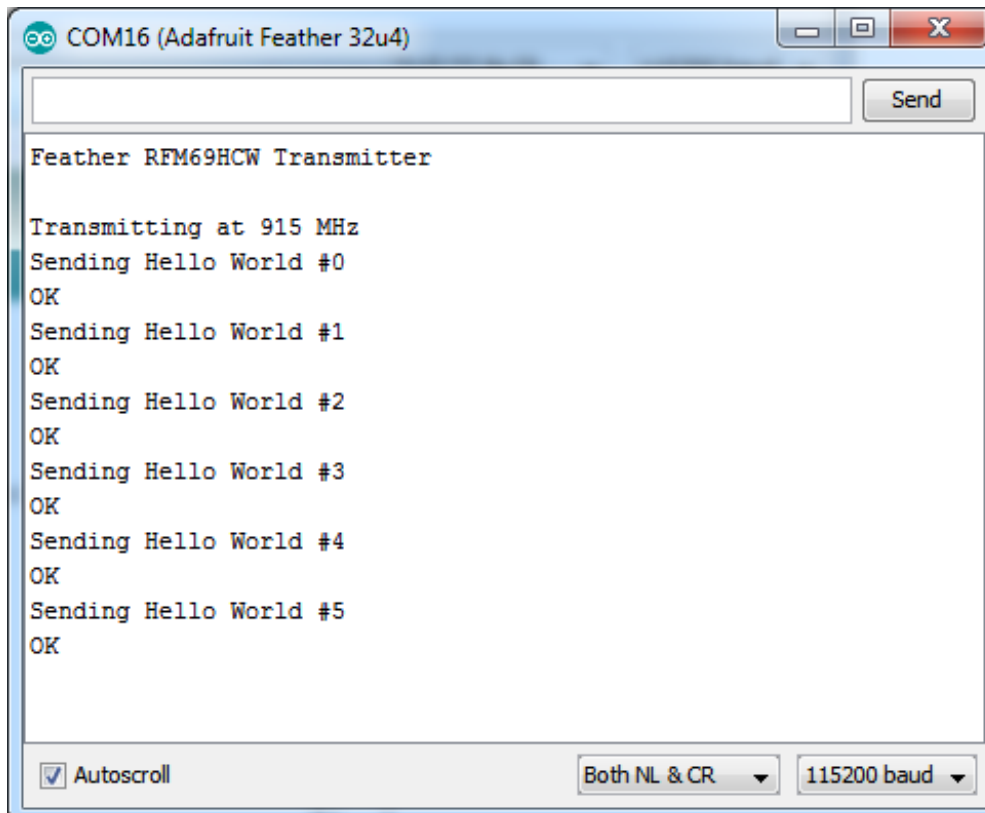 COM16 (Adafruit Feather 32u4)
Send
Feather RFM69HCW Transmitter
Transmitting at 915 MHz
Sending Hello World #0
OK
Sending Hello World #1
OK
Sending Hello World #2
OK
Sending Hello World #3
OK
Sending Hello World #4
OK
Sending Hello World #5
OK
Autoscroll
Both NL & CR
115200 baud